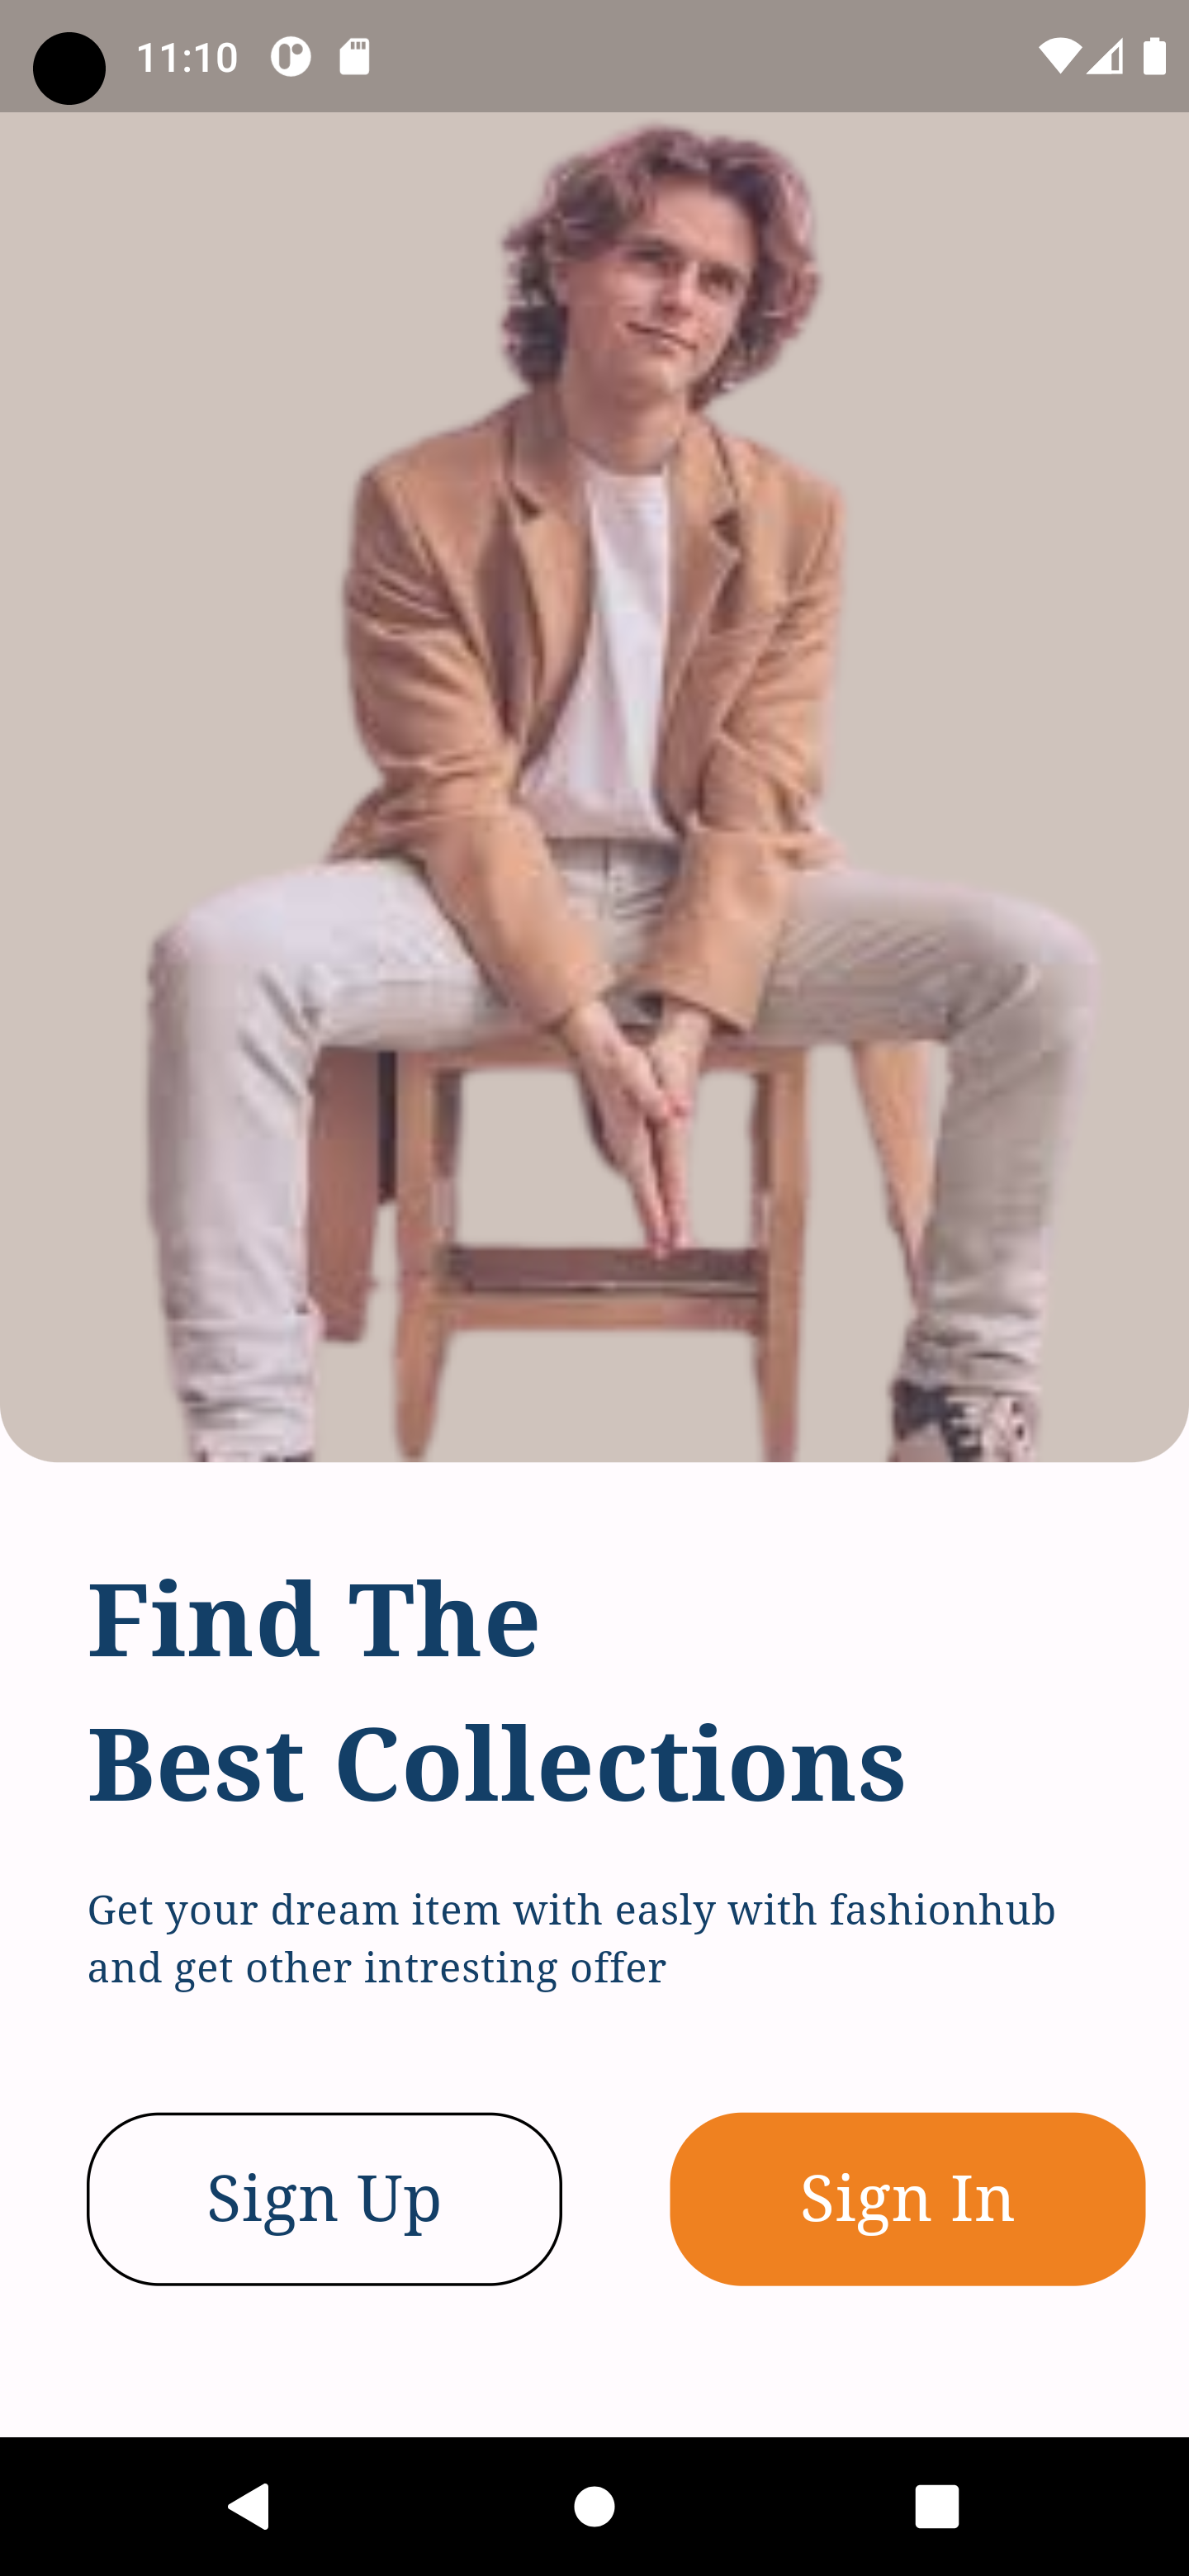 11:10
Find The
Best Collections
Get your dream item with easly with fashionhub
and get other intresting offer
Sign Up
Sign In